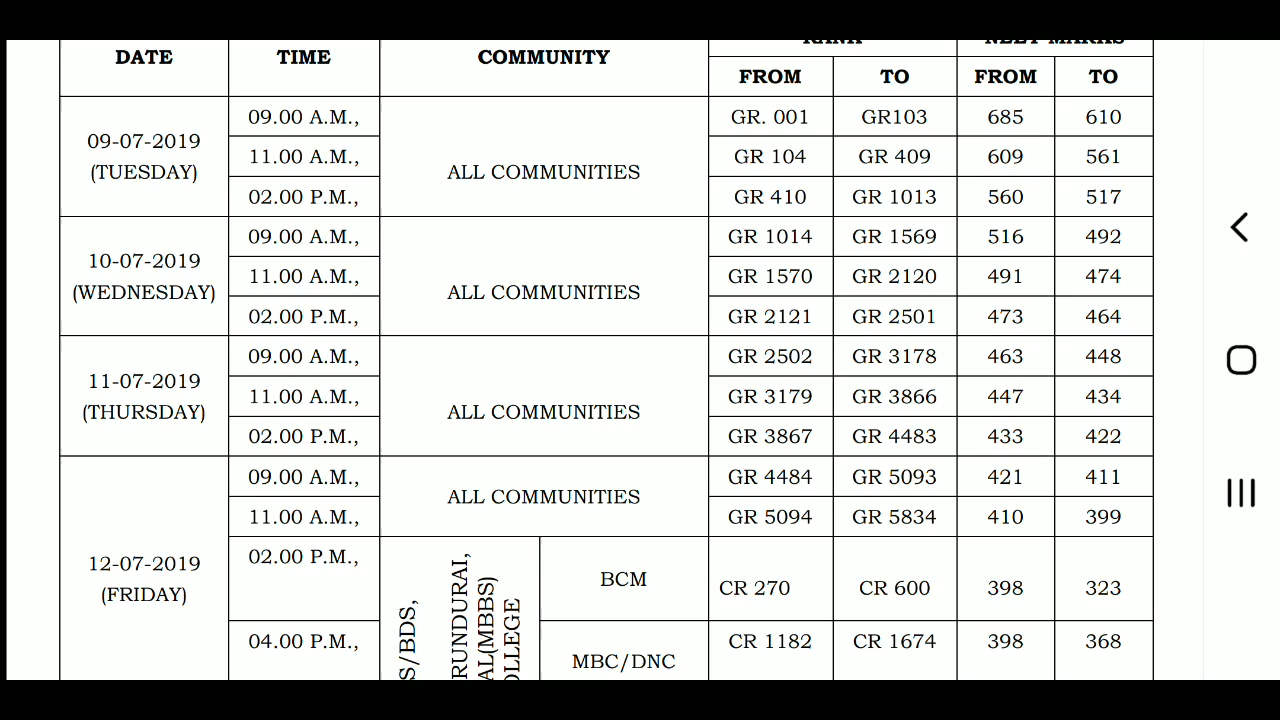 RANK NEET MARKS
DATE TIME COMMUNITY
FROM TO FROM TO
09.00 A.M., GR. 001 GR103 685 610
09-07-2019
(TUESDAY)
11.00 A.M., GR 104 GR 409 609 561
ALL COMMUNITIES
02.00 P.M., GR 410 GR 1013 560 517
09.00 A.M., GR 1014 GR 1569 516 492
10-07-2019
(WEDNESDAY)
11.00 A.M., GR 1570 GR 2120 491 474
ALL COMMUNITIES
02.00 P.M., GR 2121 GR 2501 473 464
09.00 A.M., GR 2502 GR 3178 463 448
11-07-2019
(THURSDAY)
11.00 A.M., GR 3179 GR 3866 447 434
ALL COMMUNITIES
02.00 P.M., GR 3867 GR 4483 433 422
09.00 A.M., GR 4484 GR 5093 421 411
ALL COMMUNITIES
11.00 A.M., GR 5094 GR 5834 410 399
12-07-2019
(FRIDAY)
02.00 P.M.,
BCM CR 270 CR 600 398 323
04.00 P.M., CR 1182 CR 1674 398 368
MBC/DNC
S/BDS,
RUNDURAI,
AL(MBBS)
OLLEGE